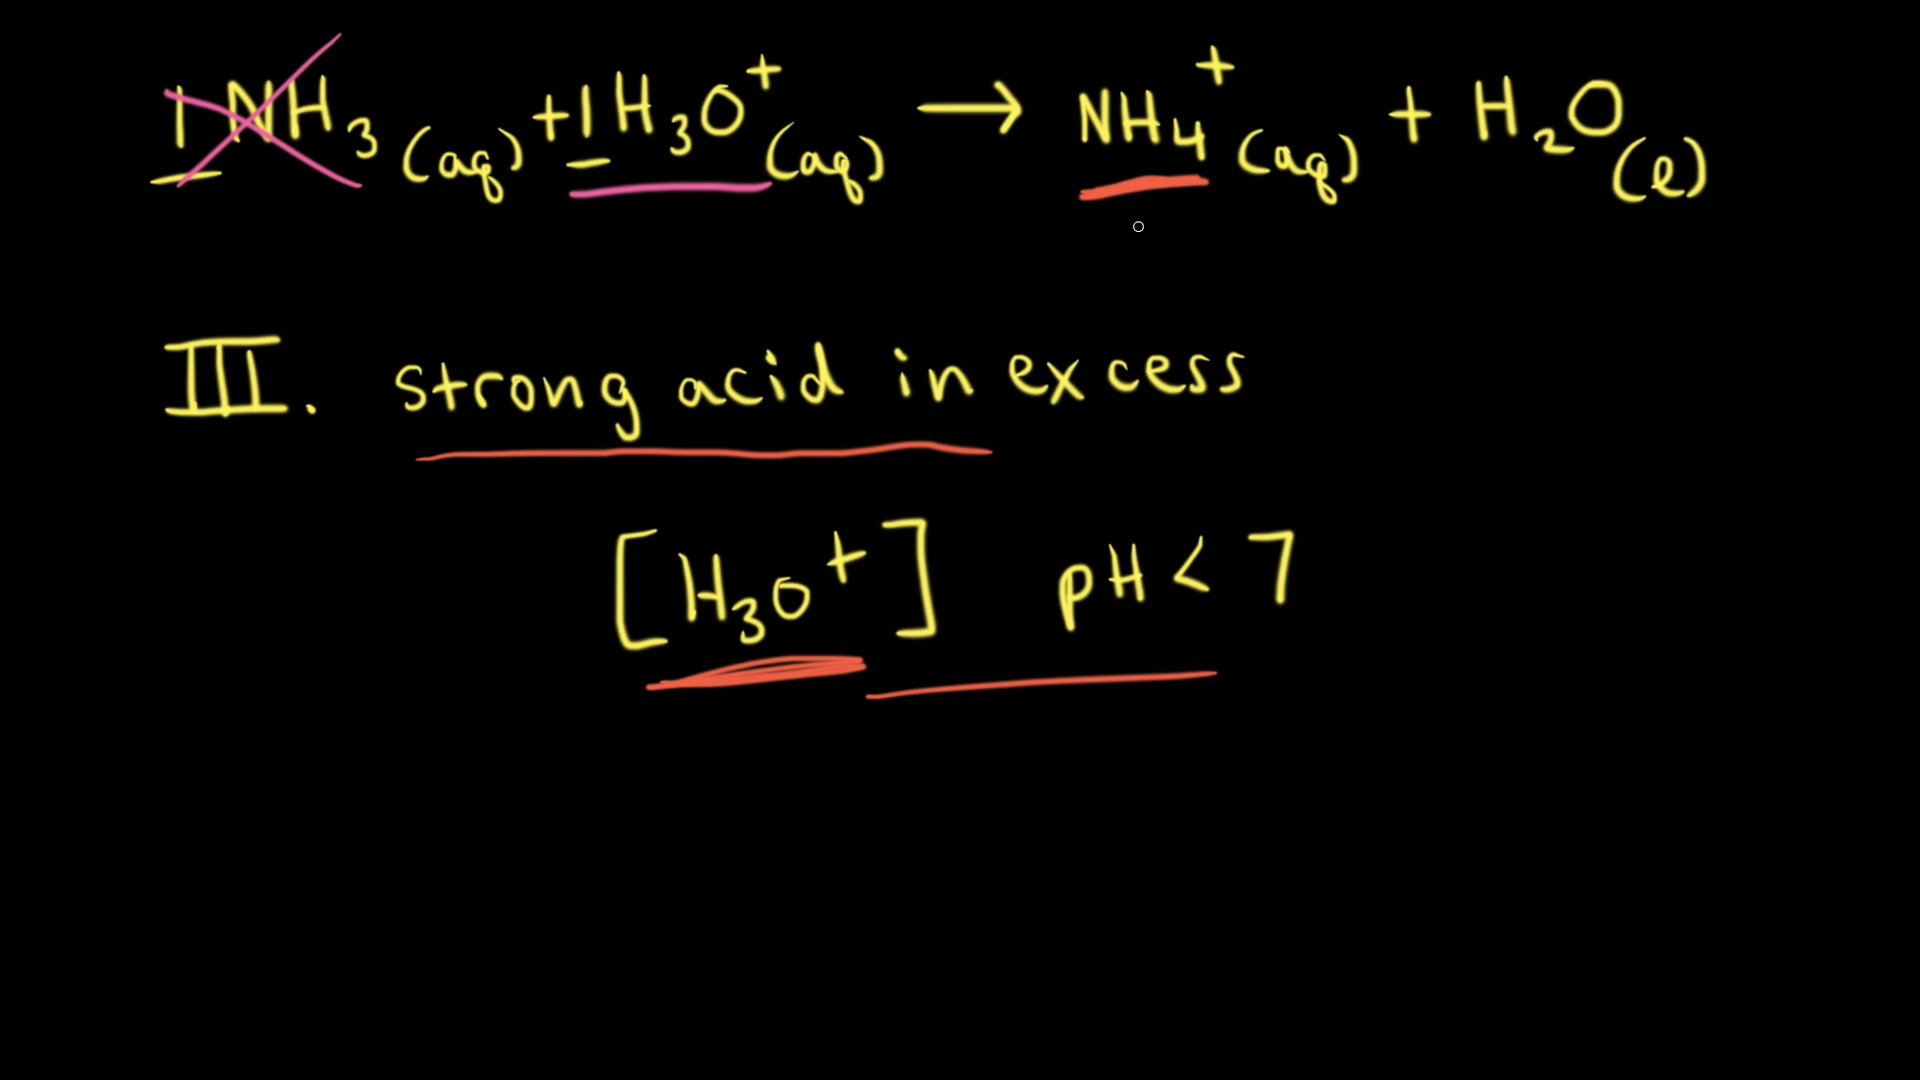 1 NH₃ (aq) + 1 H₃O⁺ (aq) → NH₄⁺ (aq) + H₂O (l)
III. strong acid in excess
[H₃O⁺] pH < 7